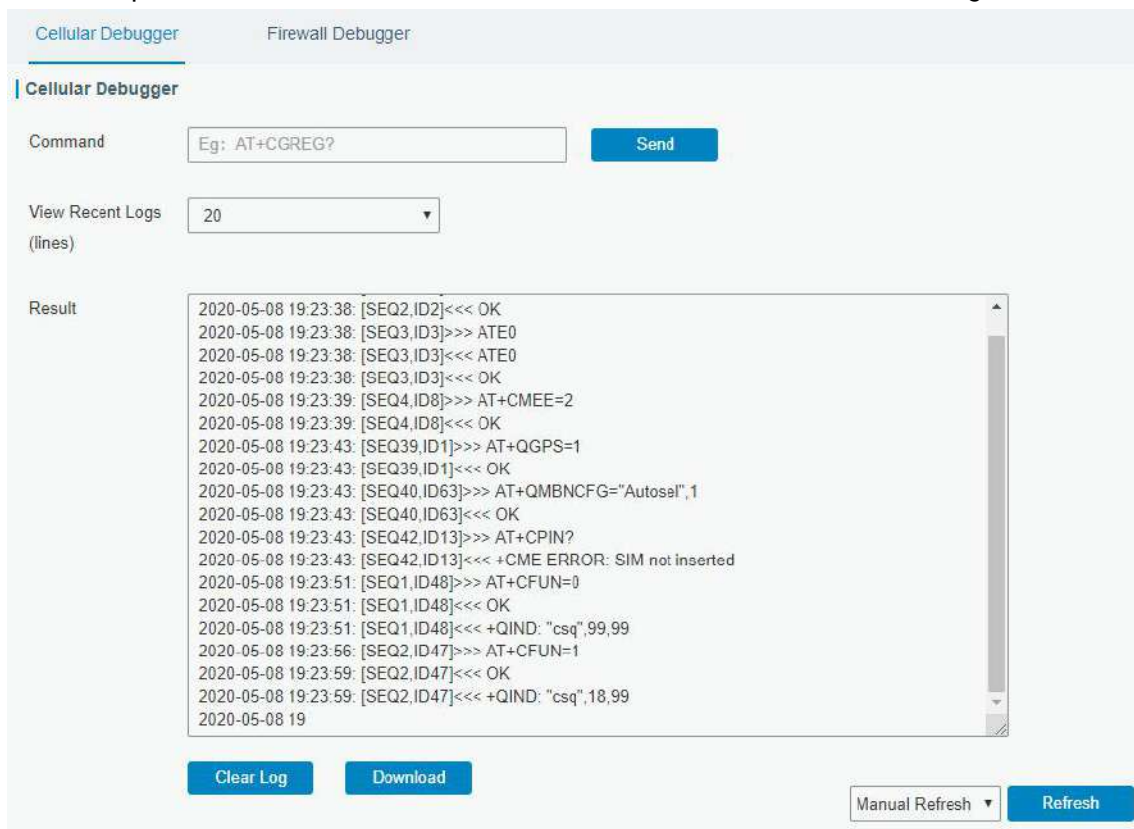 Cellular Debugger Firewall Debugger
Cellular Debugger
Command Eg: AT+CGREG? Send
View Recent Logs 20
(lines)
Result
2020-05-08 19:23:38: [SEQ2,ID2]<<< OK
2020-05-08 19:23:38: [SEQ3,ID3]>>> ATE0
2020-05-08 19:23:38: [SEQ3,ID3]<<< ATE0
2020-05-08 19:23:38: [SEQ3,ID3]<<< OK
2020-05-08 19:23:39: [SEQ4,ID8]>>> AT+CMEE=2
2020-05-08 19:23:39: [SEQ4,ID8]<<< OK
2020-05-08 19:23:43: [SEQ39,ID1]>>> AT+QGPS=1
2020-05-08 19:23:43: [SEQ39,ID1]<<< OK
2020-05-08 19:23:43: [SEQ40,ID63]>>> AT+QMBNCFG="Autosel",1
2020-05-08 19:23:43: [SEQ40,ID63]<<< OK
2020-05-08 19:23:43: [SEQ42,ID13]>>> AT+CPIN?
2020-05-08 19:23:43: [SEQ42,ID13]<<< +CME ERROR: SIM not inserted
2020-05-08 19:23:51: [SEQ1,ID48]>>> AT+CFUN=0
2020-05-08 19:23:51: [SEQ1,ID48]<<< OK
2020-05-08 19:23:51: [SEQ1,ID48]<<< +QIND: "csq",99,99
2020-05-08 19:23:56: [SEQ2,ID47]>>> AT+CFUN=1
2020-05-08 19:23:59: [SEQ2,ID47]<<< OK
2020-05-08 19:23:59: [SEQ2,ID47]<<< +QIND: "csq",18,99
2020-05-08 19
Clear Log Download
Manual Refresh Refresh